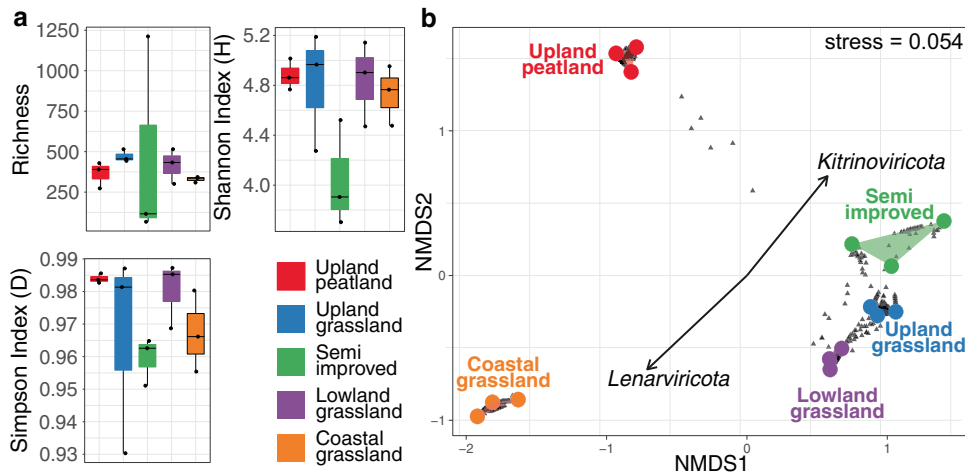 a
Richness
1250
1000
750
500
250
Shannon Index (H)
5.2
4.8
4.4
4.0
Simpson Index (D)
0.99
0.98
0.97
0.96
0.95
0.94
0.93
Upland
peatland
Upland
grassland
Semi
improved
Lowland
grassland
Coastal
grassland
b
stress = 0.054
Upland
peatland
Kitrinoviricota
Semi
improved
Upland
grassland
Lowland
grassland
Coastal
grassland
Lenarviricota
NMDS2
1
0
−1
−2
−1
0
1
NMDS1